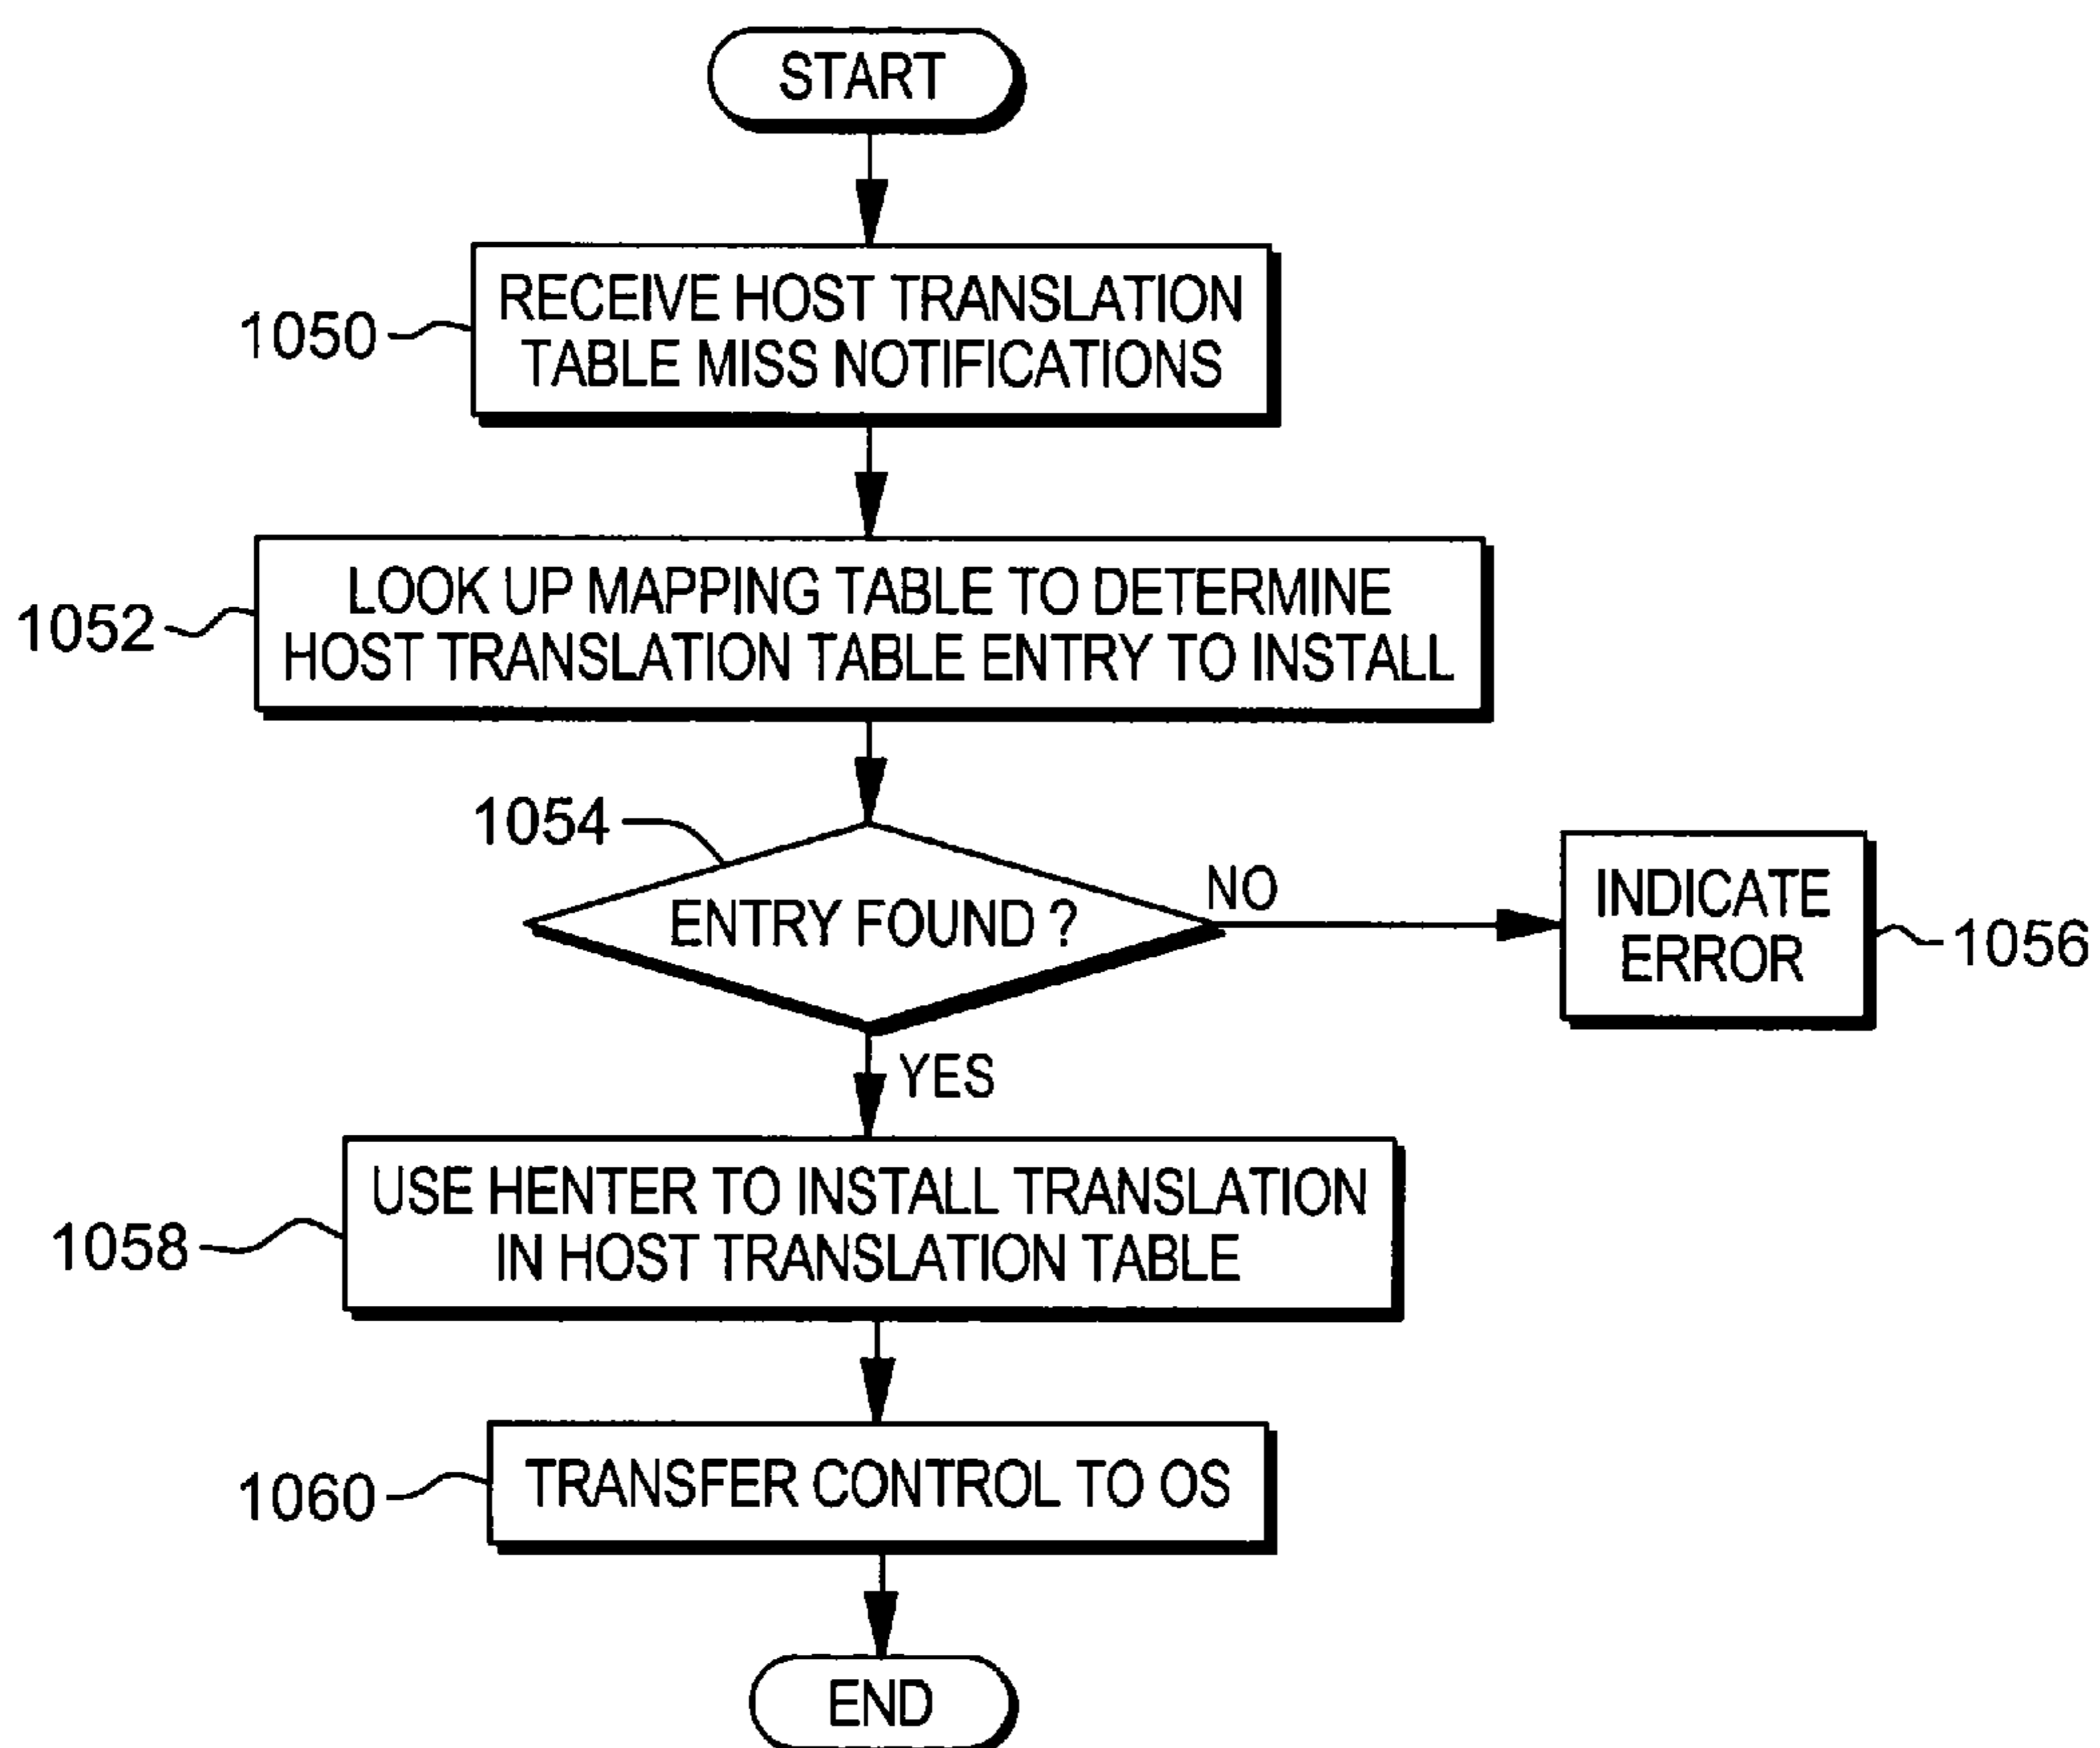 START
1050
RECEIVE HOST TRANSLATION
TABLE MISS NOTIFICATIONS
1052
LOOK UP MAPPING TABLE TO DETERMINE
HOST TRANSLATION TABLE ENTRY TO INSTALL
1054
ENTRY FOUND ?
NO
INDICATE
ERROR
1056
YES
1058
USE HENTER TO INSTALL TRANSLATION
IN HOST TRANSLATION TABLE
1060
TRANSFER CONTROL TO OS
END